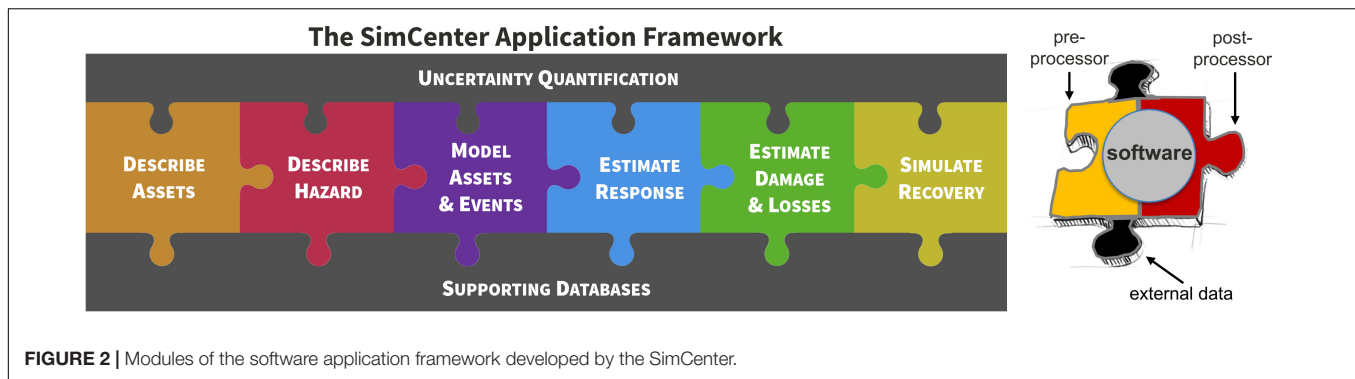 The SimCenter Application Framework
UNCERTAINTY QUANTIFICATION
DESCRIBE
ASSETS
DESCRIBE
HAZARD
MODEL
ASSETS
& EVENTS
ESTIMATE
RESPONSE
ESTIMATE
DAMAGE
& LOSSES
SIMULATE
RECOVERY
SUPPORTING DATABASES
pre-
processor
post-
processor
software
external data
FIGURE 2 | Modules of the software application framework developed by the SimCenter.